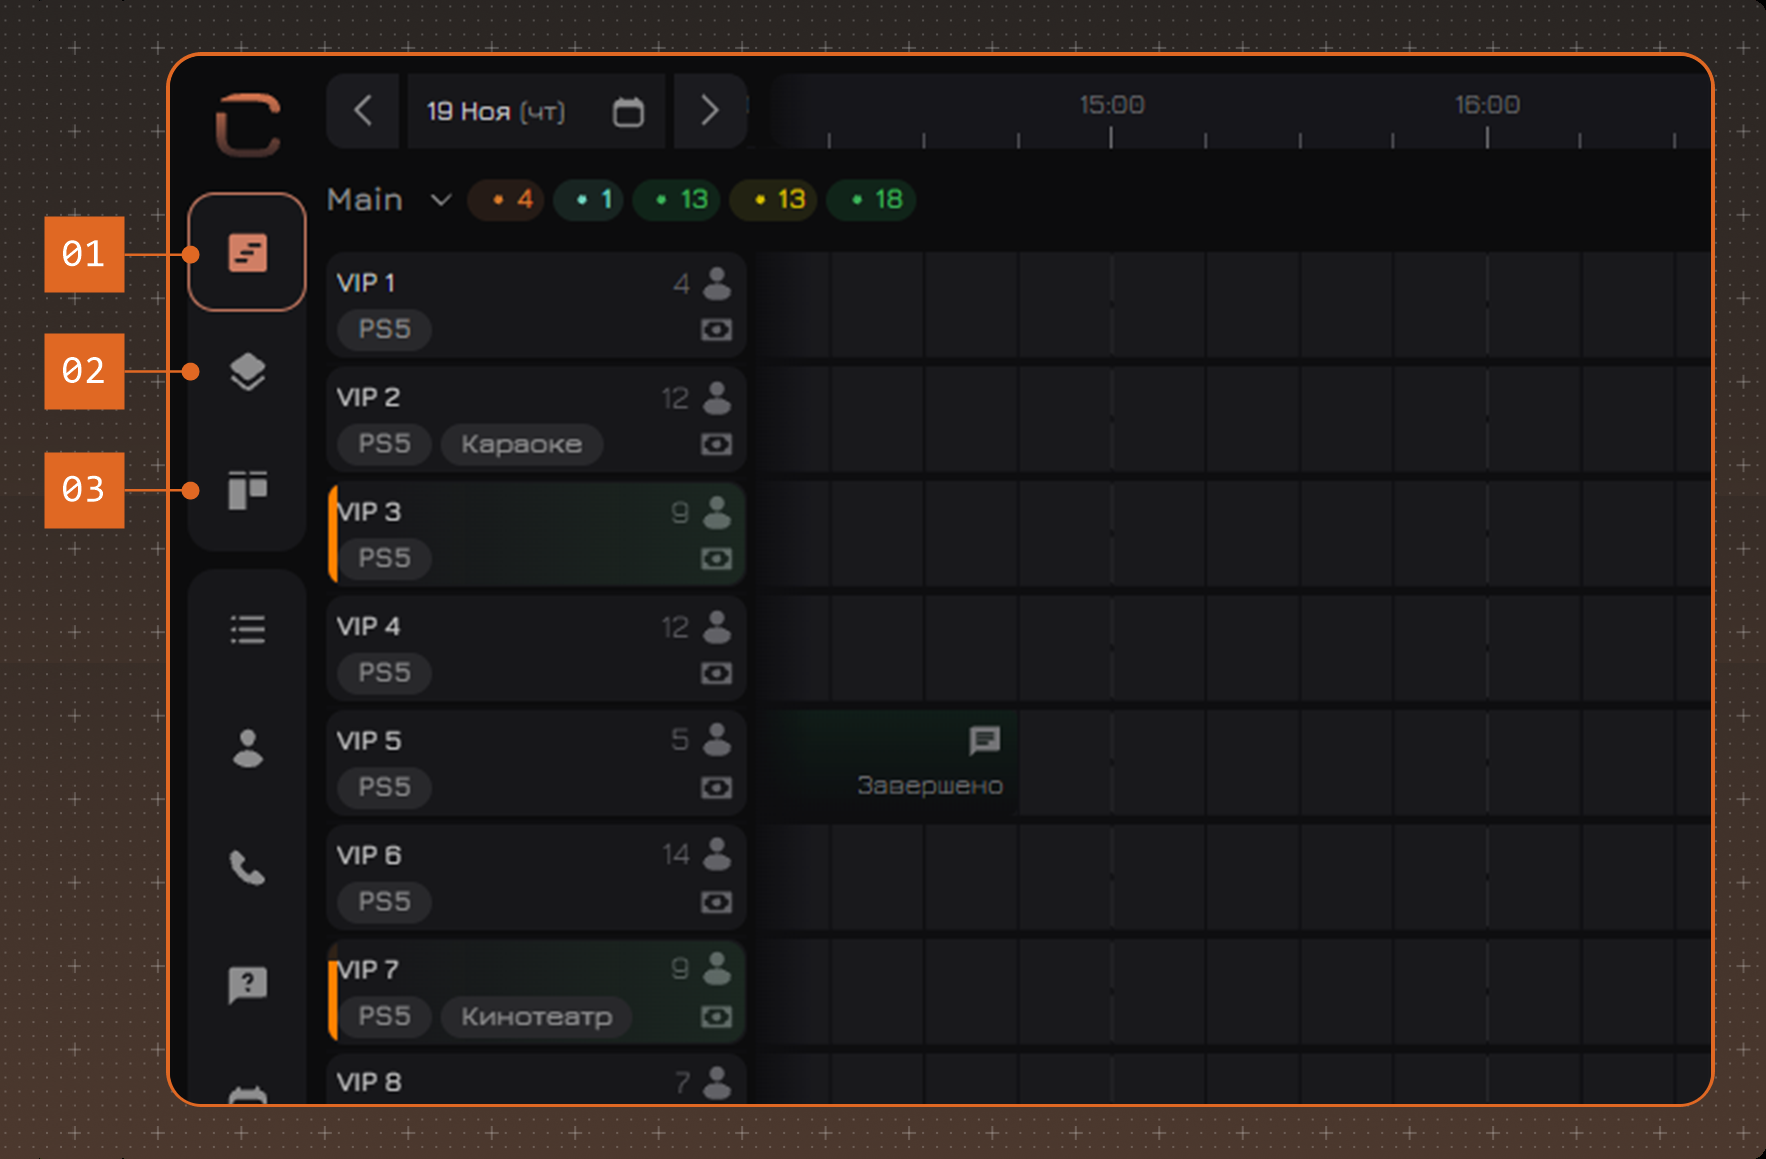 19 Ноя (чт)
15:00
16:00
Main
4
1
13
13
18
01
VIP 1
4
PS5
02
VIP 2
12
PS5
Караоке
03
VIP 3
9
PS5
VIP 4
12
PS5
VIP 5
5
PS5
Завершено
VIP 6
14
PS5
VIP 7
9
PS5
Кинотеатр
VIP 8
7